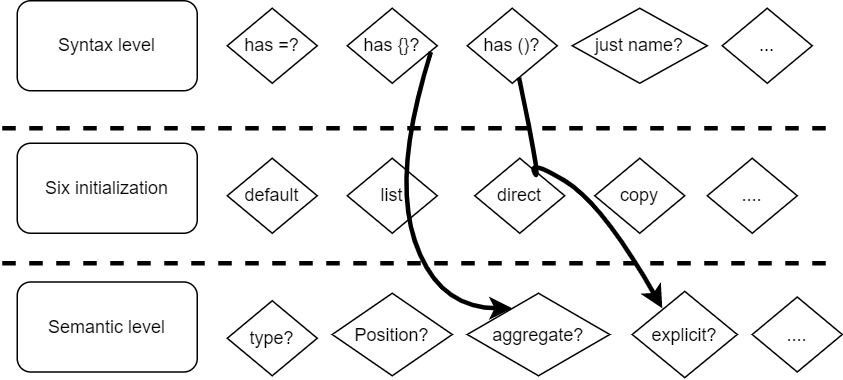 Syntax level
has =?
has {}?
has ()?
just name?
...
Six initialization
default
list
direct
copy
....
Semantic level
type?
Position?
aggregate?
explicit?
....